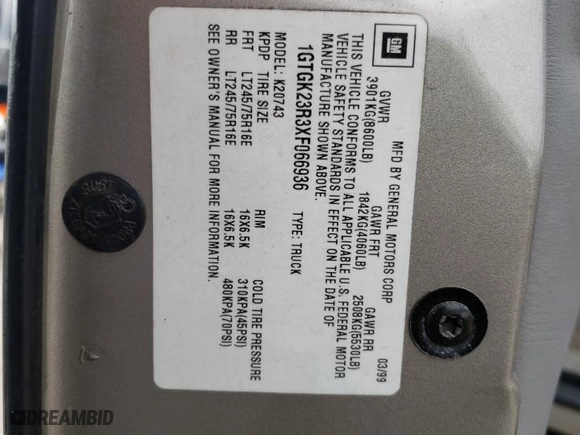 GM
MFD BY GENERAL MOTORS CORP
03/99
GVWR GAWR FRT GAWR RR
3901KG(8600LB) 1842KG(4060LB) 2508KG(5530LB)
THIS VEHICLE CONFORMS TO ALL APPLICABLE U.S. FEDERAL MOTOR
VEHICLE SAFETY STANDARDS IN EFFECT ON THE DATE OF
MANUFACTURE SHOWN ABOVE.
1GTGK23R3XF066936 TYPE: TRUCK
MODEL: K20743
KPDP TIRE SIZE RIM COLD TIRE PRESSURE
FRT LT245/75R16E 16X6.5K 310KPA(45PSI)
RR LT245/75R16E 16X6.5K 480KPA(70PSI)
SEE OWNER'S MANUAL FOR MORE INFORMATION.
RUST
©DREAMBID